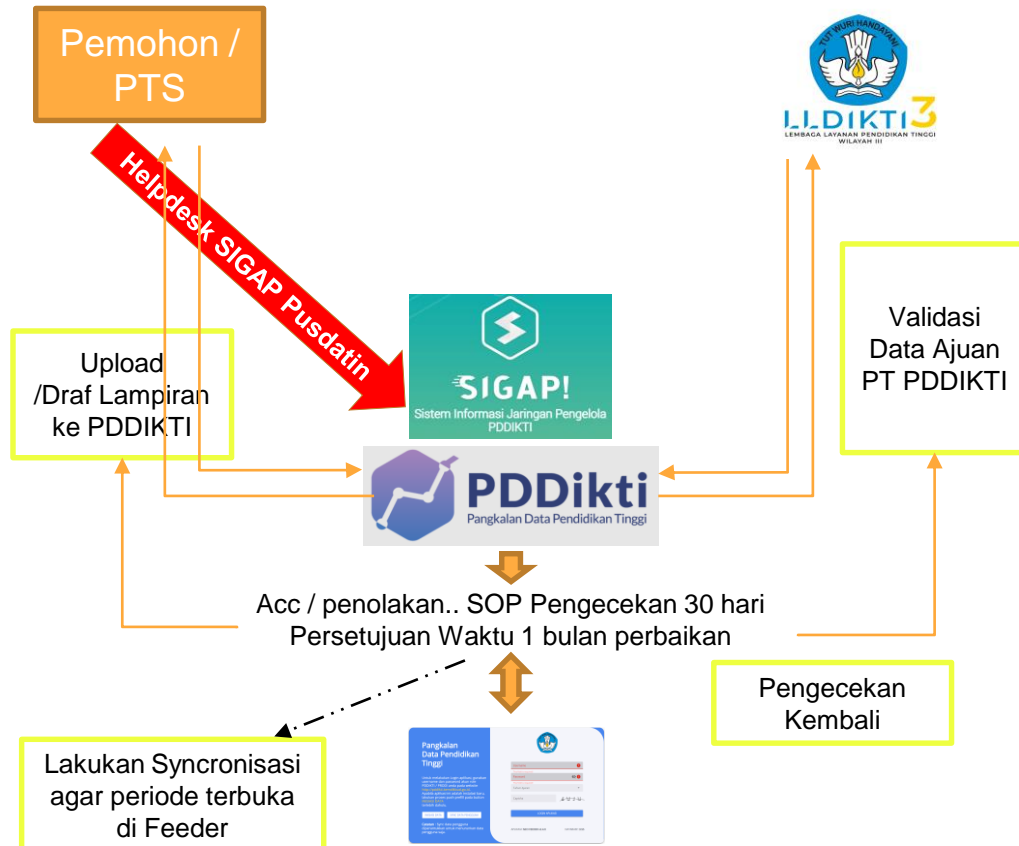 Pemohon /
PTS
TUT WURI HANDAYANI
LLDIKTI 3
LEMBAGA LAYANAN PENDIDIKAN TINGGI
WILAYAH III
Helpdesk SIGAP Pusdatin
Upload
/Draf Lampiran
ke PDDIKTI
SIGAP!
Sistem Informasi Jaringan Pengelola
PDDIKTI
Validasi
Data Ajuan
PT PDDIKTI
PDDikti
Pangkalan Data Pendidikan Tinggi
Acc / penolakan.. SOP Pengecekan 30 hari
Persetujuan Waktu 1 bulan perbaikan
Pengecekan
Kembali
Lakukan Syncronisasi
agar periode terbuka
di Feeder
Pangkalan
Data Pendidikan
Tinggi